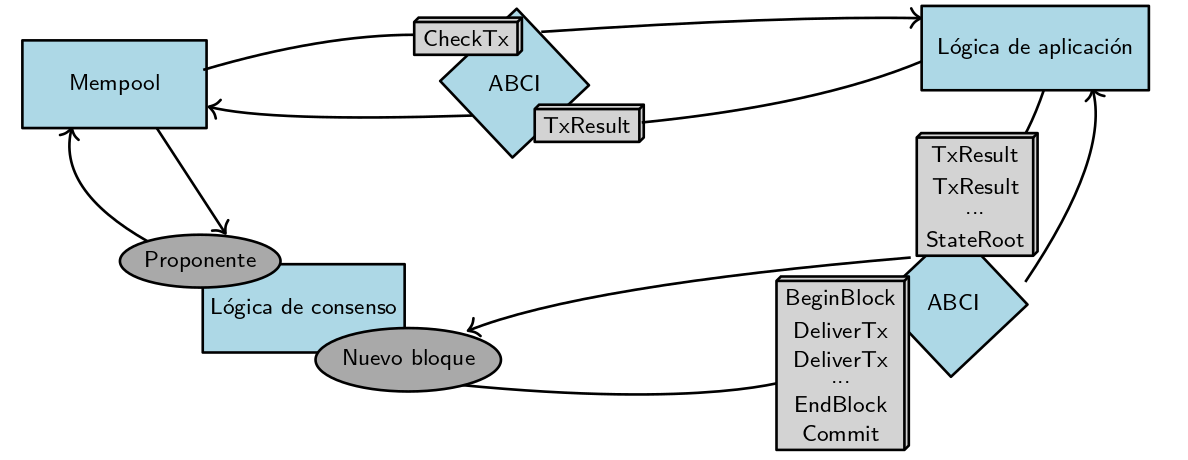 CheckTx
Lógica de aplicación
Mempool
ABCI
TxResult
TxResult
TxResult
...
StateRoot
Proponente
Lógica de consenso
BeginBlock
ABCI
DeliverTx
Nuevo bloque
DeliverTx
...
EndBlock
Commit